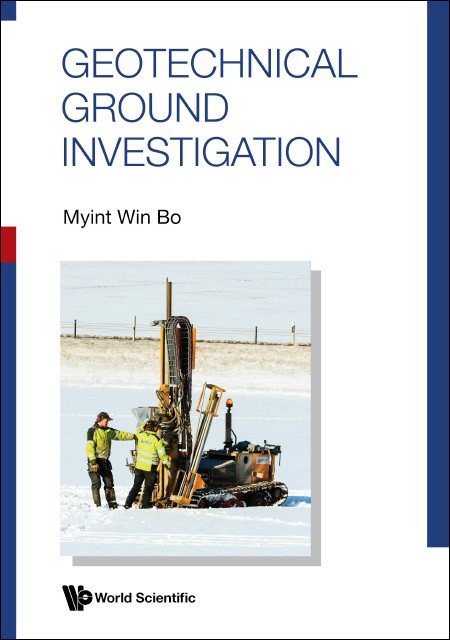 GEOTECHNICAL
GROUND
INVESTIGATION
Myint Win Bo
World Scientific